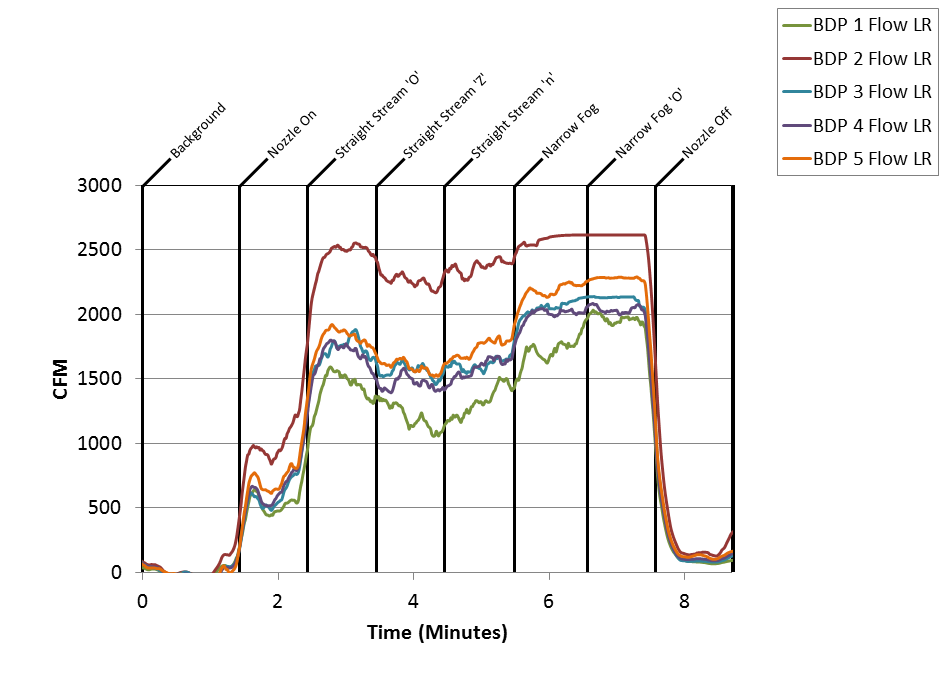 BDP 1 Flow LR
BDP 2 Flow LR
BDP 3 Flow LR
BDP 4 Flow LR
BDP 5 Flow LR
Background
Nozzle On
Straight Stream 'O'
Straight Stream 'Z'
Straight Stream 'n'
Narrow Fog
Narrow Fog 'O'
Nozzle Off
3000
2500
2000
1500
1000
500
0
CFM
0 2 4 6 8
Time (Minutes)